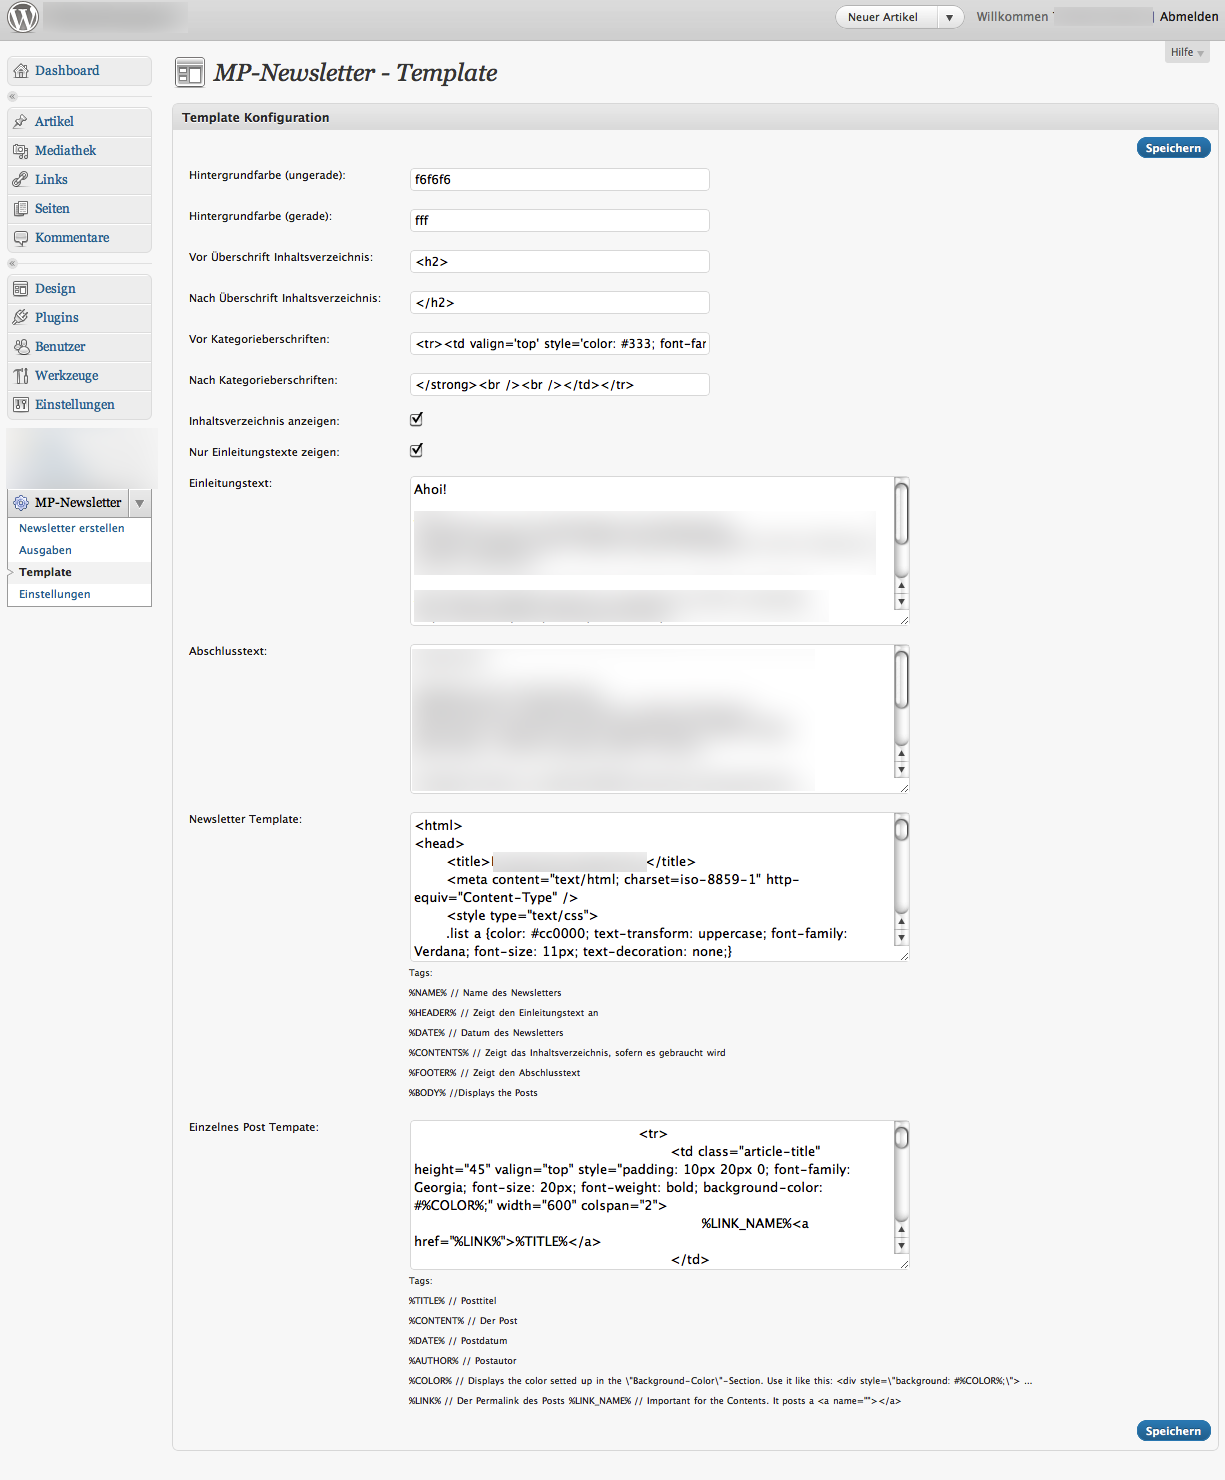 Neuer Artikel
Willkommen
| Abmelden
Hilfe
Dashboard
Artikel
Mediathek
Links
Seiten
Kommentare
Design
Plugins
Benutzer
Werkzeuge
Einstellungen
MP-Newsletter
Newsletter erstellen
Ausgaben
Template
Einstellungen
MP-Newsletter - Template
Template Konfiguration
Speichern
Hintergrundfarbe (ungerade):
f6f6f6
Hintergrundfarbe (gerade):
fff
Vor Überschrift Inhaltsverzeichnis:
<h2>
Nach Überschrift Inhaltsverzeichnis:
</h2>
Vor Kategorieberschriften:
<tr><td valign='top' style='color: #333; font-far
Nach Kategorieberschriften:
</strong><br /><br /></td></tr>
Inhaltsverzeichnis anzeigen:
Nur Einleitungstexte zeigen:
Einleitungstext:
Ahoi!
Abschlusstext:
Newsletter Template:
<html>
<head>
<title>
</title>
<meta content="text/html; charset=iso-8859-1" http-
equiv="Content-Type" />
<style type="text/css">
.list a {color: #cc0000; text-transform: uppercase; font-family:
Verdana; font-size: 11px; text-decoration: none;}
Tags:
%NAME% // Name des Newsletters
%HEADER% // Zeigt den Einleitungstext an
%DATE% // Datum des Newsletters
%CONTENTS% // Zeigt das Inhaltsverzeichnis, sofern es gebraucht wird
%FOOTER% // Zeigt den Abschlusstext
%BODY% //Displays the Posts
Einzelnes Post Tempate:
<tr>
<td class="article-title"
height="45" valign="top" style="padding: 10px 20px 0; font-family:
Georgia; font-size: 20px; font-weight: bold; background-color:
#%COLOR%;" width="600" colspan="2">
%LINK_NAME%<a
href="%LINK%">%TITLE%</a>
</td>
Tags:
%TITLE% // Posttitel
%CONTENT% // Der Post
%DATE% // Postdatum
%AUTHOR% // Postautor
%COLOR% // Displays the color setted up in the \"Background-Color\"-Section. Use it like this: <div style=\"background: #%COLOR%;\"> ...
%LINK% // Der Permalink des Posts %LINK_NAME% // Important for the Contents. It posts a <a name=""></a>
Speichern